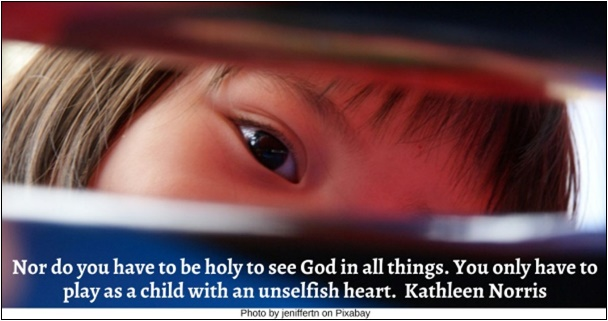 Nor do you have to be holy to see God in all things. You only have to
play as a child with an unselfish heart.  Kathleen Norris
Photo by jeniffertn on Pixabay